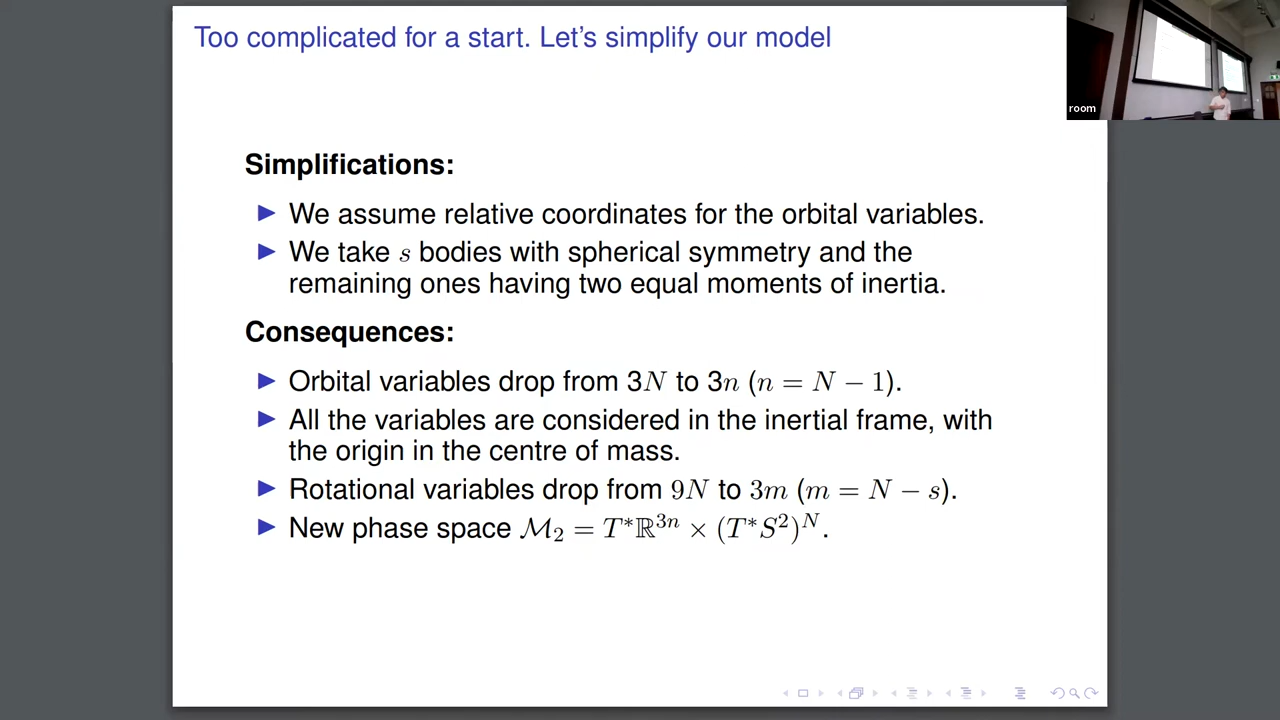 Too complicated for a start. Let's simplify our model
room
Simplifications:
▶ We assume relative coordinates for the orbital variables.
▶ We take s bodies with spherical symmetry and the
remaining ones having two equal moments of inertia.
Consequences:
▶ Orbital variables drop from 3N to 3n (n = N − 1).
▶ All the variables are considered in the inertial frame, with
the origin in the centre of mass.
▶ Rotational variables drop from 9N to 3m (m = N − s).
▶ New phase space ℳ₂ = T*ℝ³ⁿ × (T*S²)ᴺ.